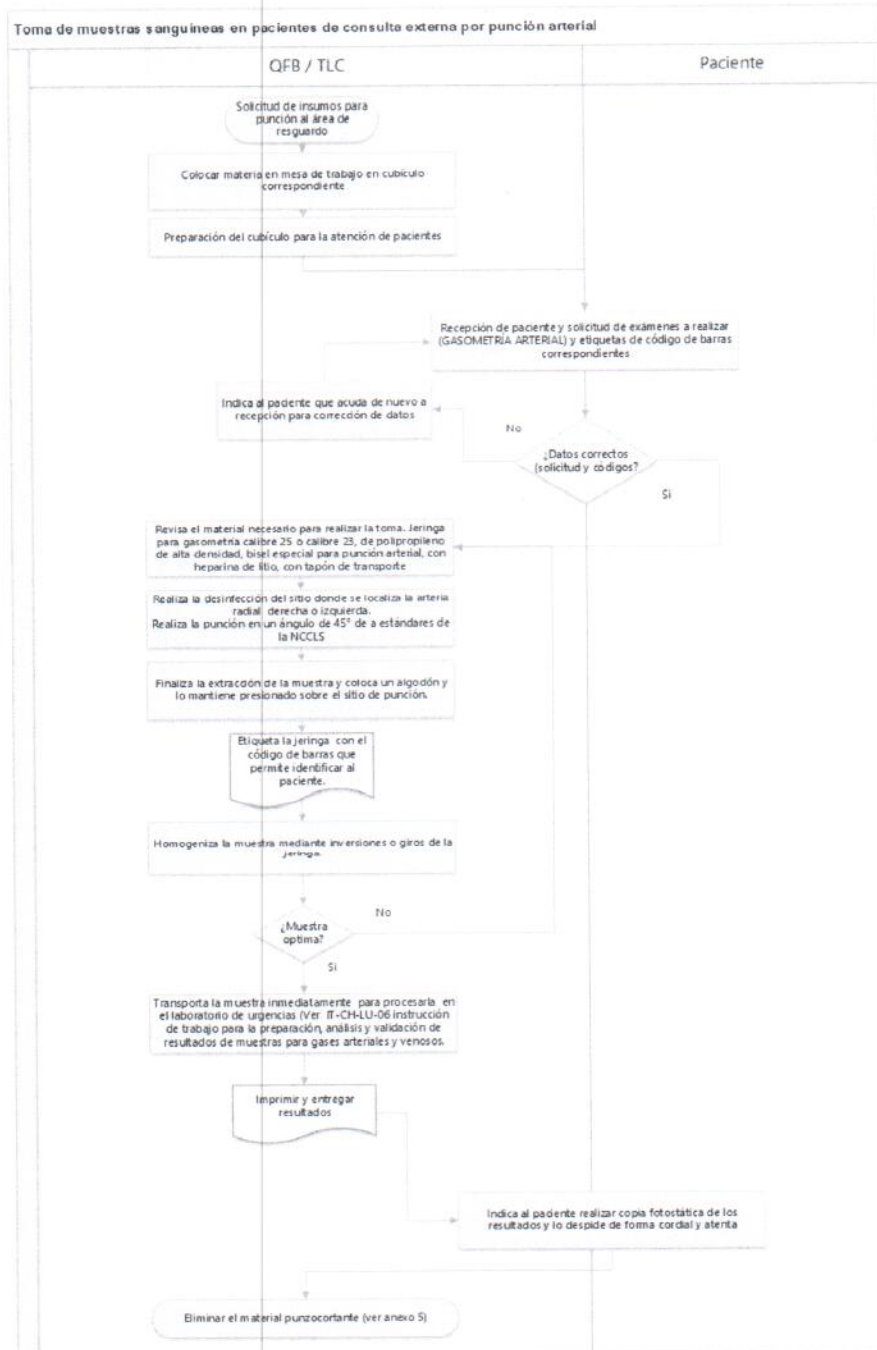 Toma de muestras sanguíneas en pacientes de consulta externa por punción arterial
QFB / TLC
Paciente
Solicitud de insumos para
punción al área de
resguardo
Colocar materia en mesa de trabajo en cubículo
correspondiente
Preparación del cubículo para la atención de pacientes
Recepción de paciente y solicitud de exámenes a realizar
(GASOMETRÍA ARTERIAL) y etiquetas de código de barras
correspondientes
Indica al paciente que acuda de nuevo a
recepción para corrección de datos
No
¿Datos correctos
(solicitud y códigos?
Si
Revisa el material necesario para realizar la toma. Jeringa
para gasometría calibre 25 o calibre 23, de polipropileno
de alta densidad, bisel especial para punción arterial, con
heparina de litio, con tapón de transporte
Realiza la desinfección del sitio donde se localiza la arteria
radial derecha o izquierda.
Realiza la punción en un ángulo de 45° de a estándares de
la NCCLS
Finaliza la extracción de la muestra y coloca un algodón y
lo mantiene presionado sobre el sitio de punción.
Etiqueta la jeringa con el
código de barras que
permite identificar al
paciente.
Homogeniza la muestra mediante inversiones o giros de la
jeringa.
No
¿Muestra
optima?
Si
Transporta la muestra inmediatamente para procesarla en
el laboratorio de urgencias (Ver IT-CH-LU-06 instrucción
de trabajo para la preparación, análisis y validación de
resultados de muestras para gases arteriales y venosos.
Imprimir y entregar
resultados
Indica al paciente realizar copia fotostática de los
resultados y lo despide de forma cordial y atenta
Eliminar el material punzocortante (ver anexo 5)